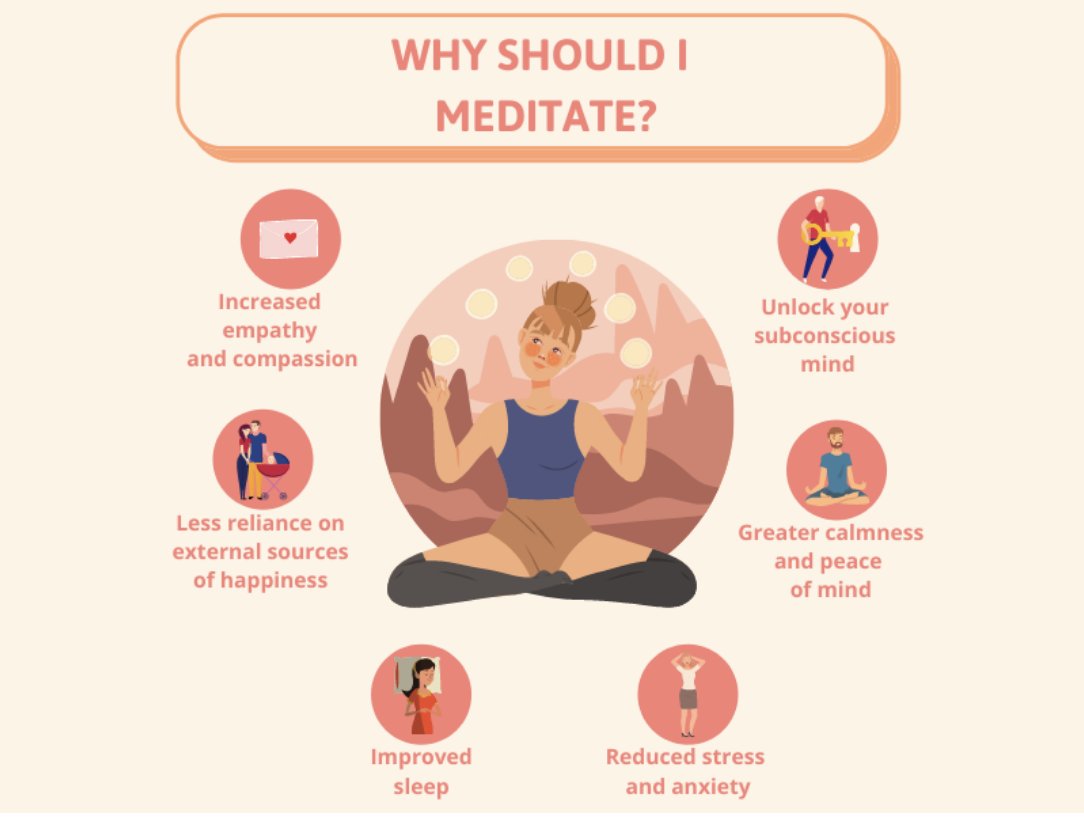 WHY SHOULD I
MEDITATE?
Increased
empathy
and compassion
Unlock your
subconscious
mind
Less reliance on
external sources
of happiness
Greater calmness
and peace
of mind
Improved
sleep
Reduced stress
and anxiety